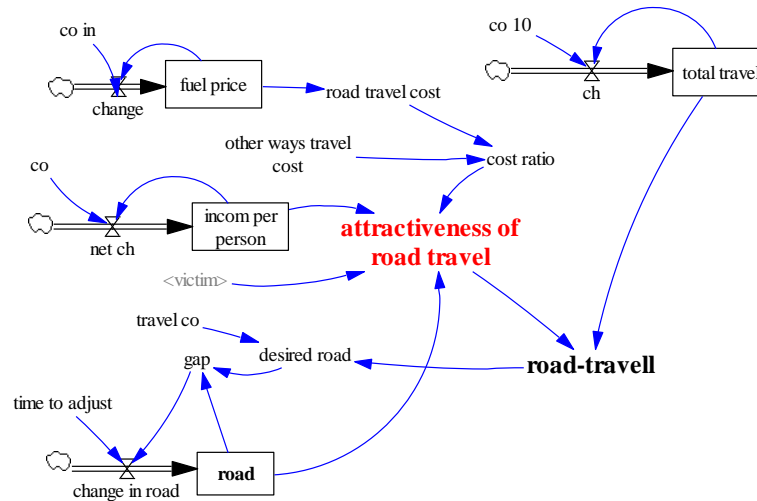 co in
co 10
fuel price
total travel
change
road travel cost
ch
other ways travel
cost
cost ratio
co
incom per
person
attractiveness of
road travel
net ch
<victim>
travel co
gap
desired road
road-travell
time to adjust
road
change in road